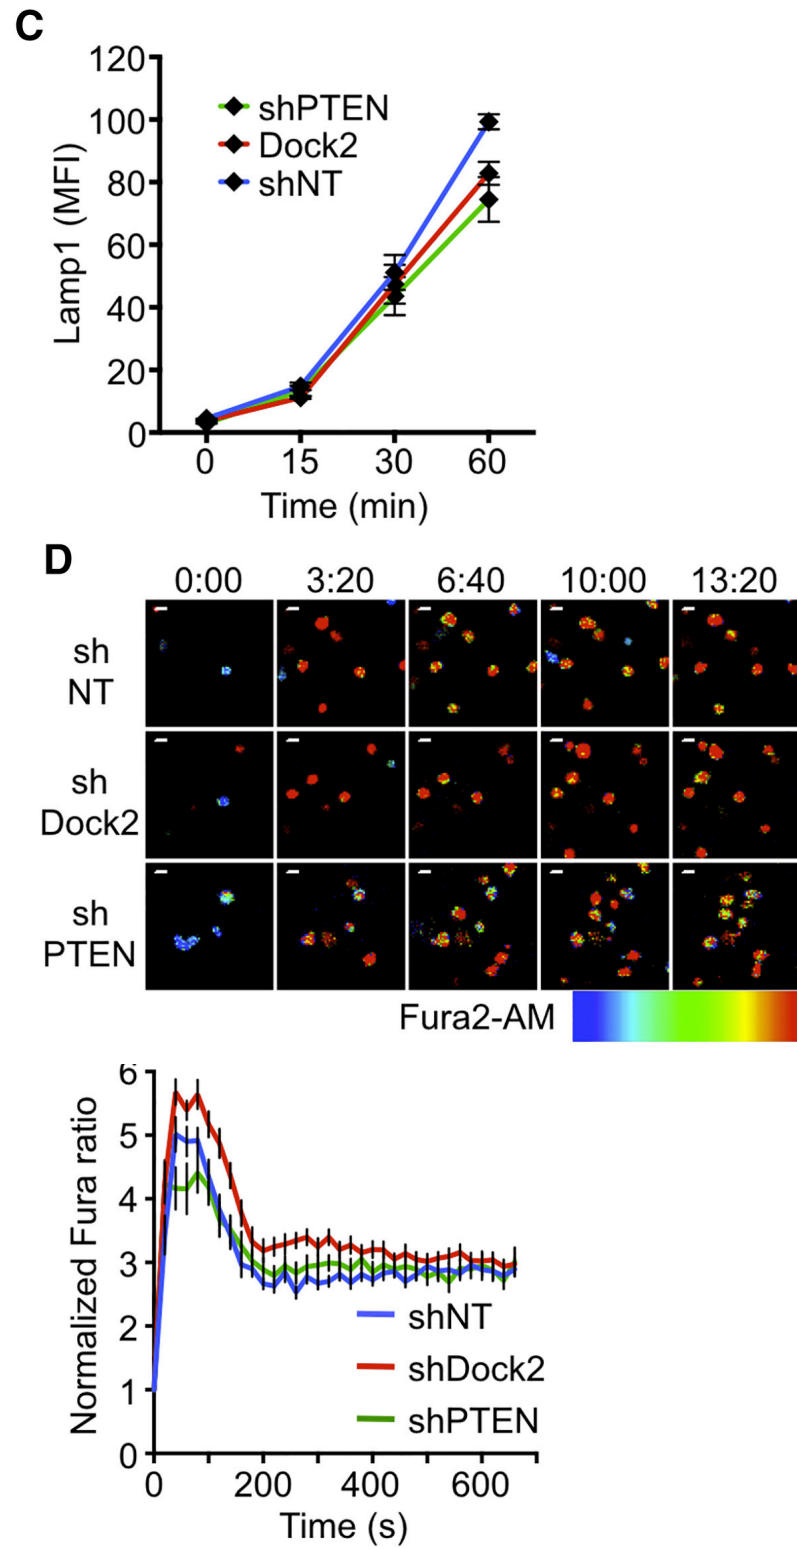 C
120
100
80
60
40
20
0
Lamp1 (MFI)
shPTEN
Dock2
shNT
0 15 30 60
Time (min)
D
0:00 3:20 6:40 10:00 13:20
sh
NT
sh
Dock2
sh
PTEN
Fura2-AM
6
5
4
3
2
1
0
Normalized Fura ratio
shNT
shDock2
shPTEN
0 200 400 600
Time (s)